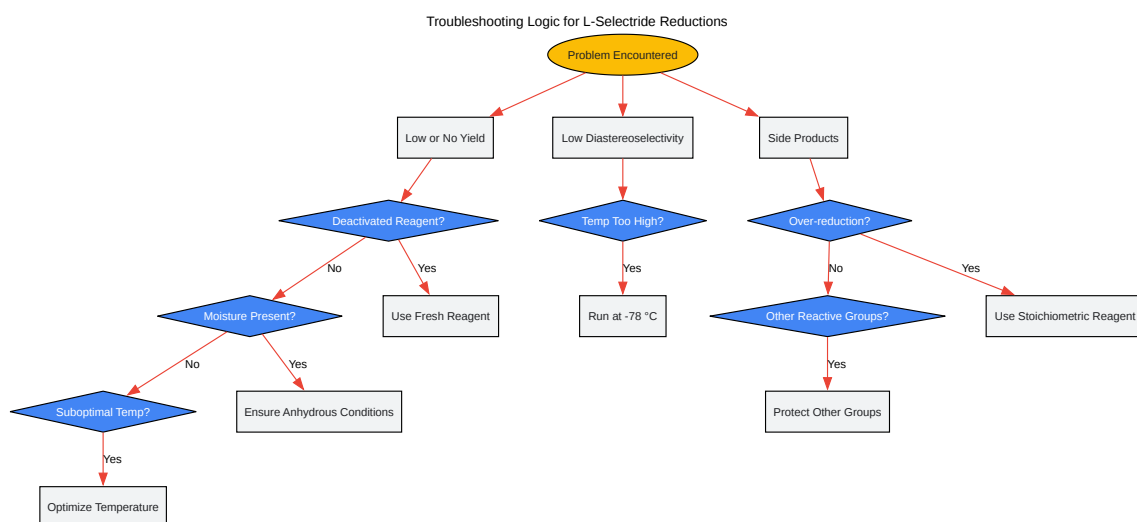 Troubleshooting Logic for L-Selectride Reductions
Problem Encountered
Low or No Yield
Low Diastereoselectivity
Side Products
Deactivated Reagent?
Temp Too High?
Over-reduction?
No
Yes
Yes
No
Yes
Moisture Present?
Use Fresh Reagent
Run at -78 °C
Other Reactive Groups?
Use Stoichiometric Reagent
No
Yes
Yes
Suboptimal Temp?
Ensure Anhydrous Conditions
Protect Other Groups
Yes
Optimize Temperature